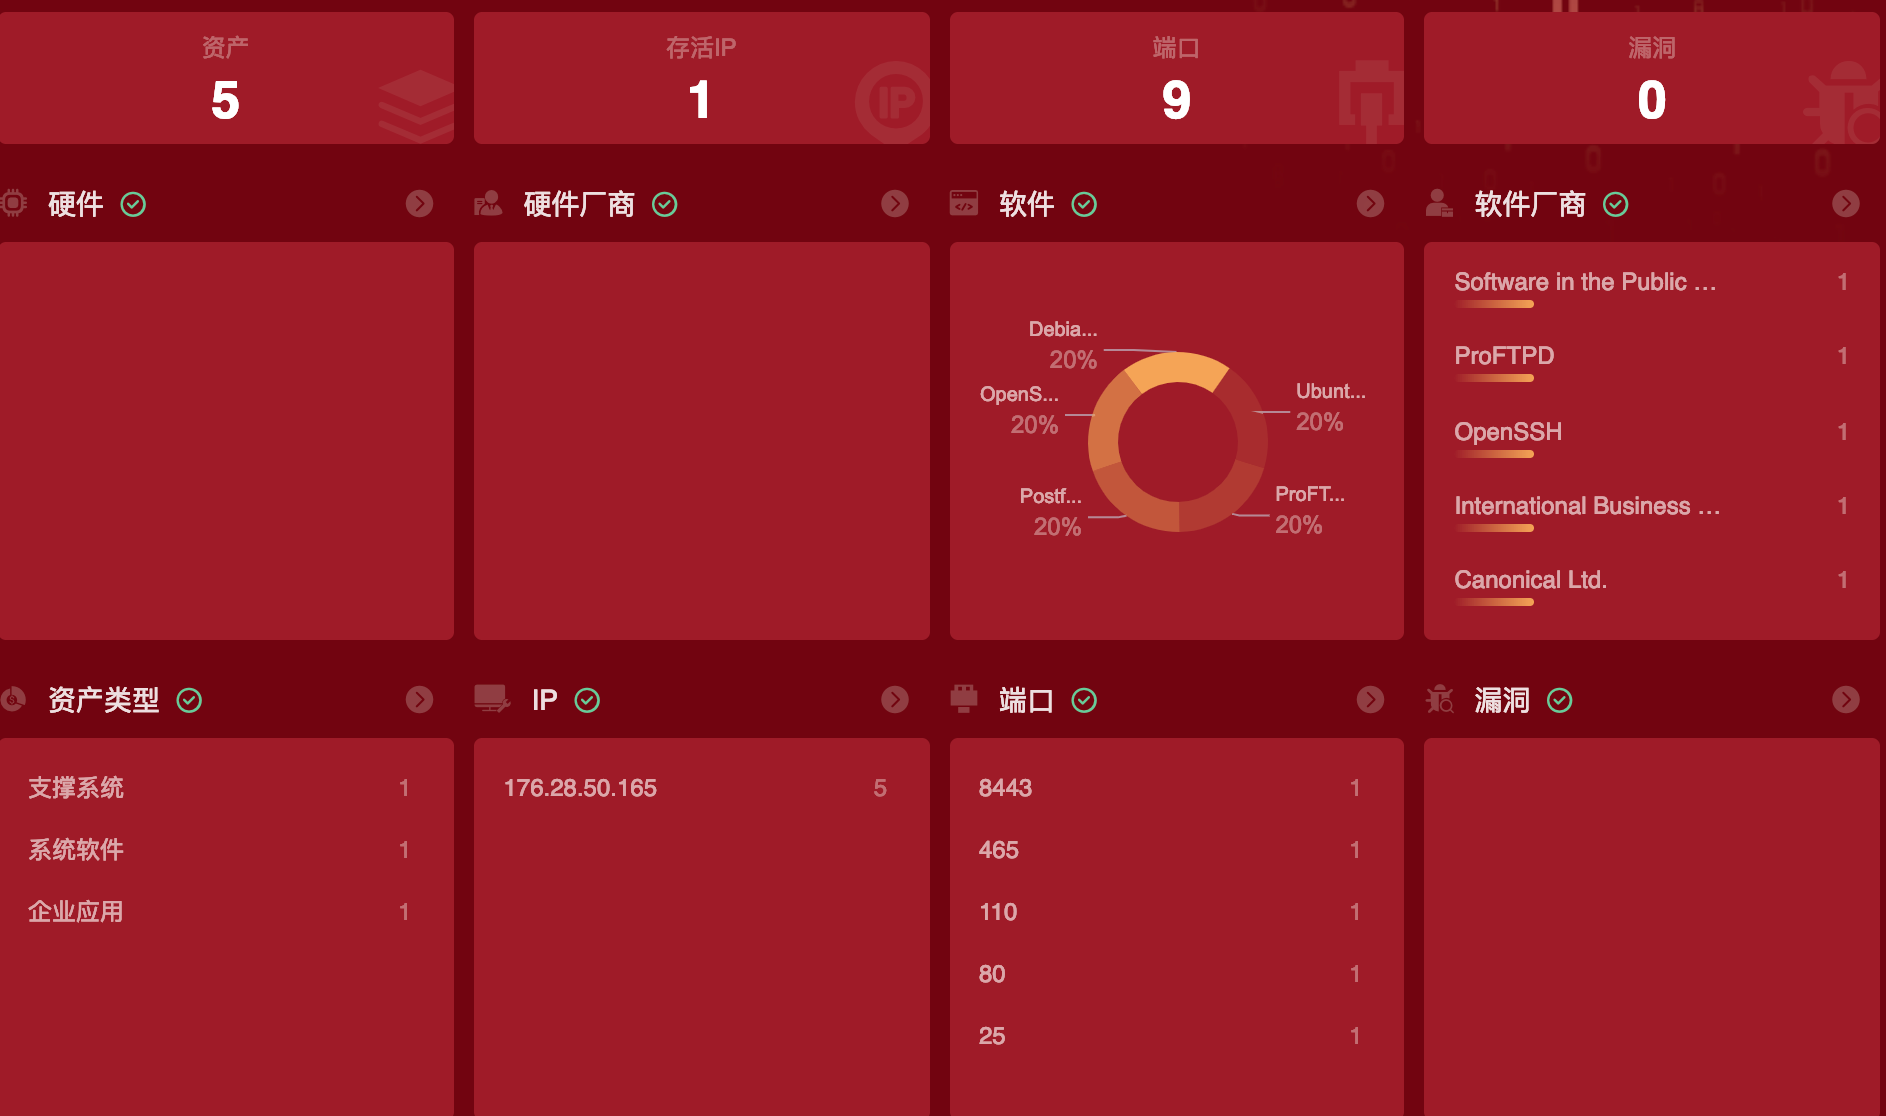 资产
5
存活IP
1
IP
端口
9
漏洞
0
硬件
硬件厂商
软件
软件厂商
Debia...
20%
OpenS...
20%
Postf...
20%
Ubunt...
20%
ProFT...
20%
Software in the Public ... 1
ProFTPD 1
OpenSSH 1
International Business ... 1
Canonical Ltd. 1
资产类型
IP
端口
漏洞
支撑系统 1
系统软件 1
企业应用 1
176.28.50.165 5
8443 1
465 1
110 1
80 1
25 1